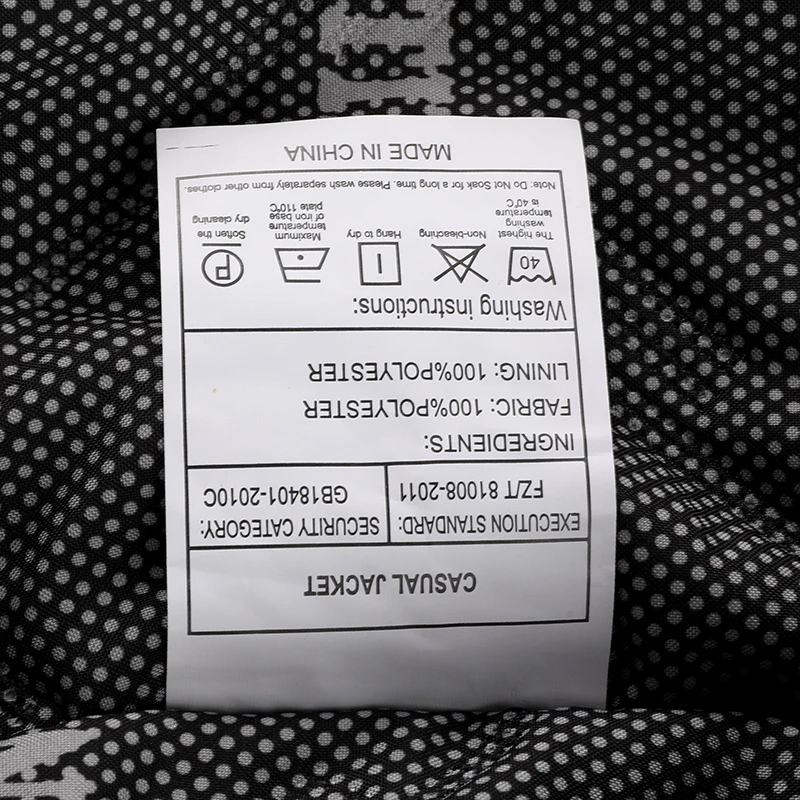 CASUAL JACKET
EXECUTION STANDARD:
FZ/T 81008-2011
SECURITY CATEGORY:
GB18401-2010C
INGREDIENTS:
FABRIC: 100%POLYESTER
LINING: 100%POLYESTER
Washing instructions:
40
P
The highest
washing
temperature
is 40℃
Non-bleaching
Hang to dry
Maximum
temperature
of iron base
plate 110℃
Soften the
dry cleaning
Note: Do Not Soak for a long time. Please wash separately from other clothes.
MADE IN CHINA